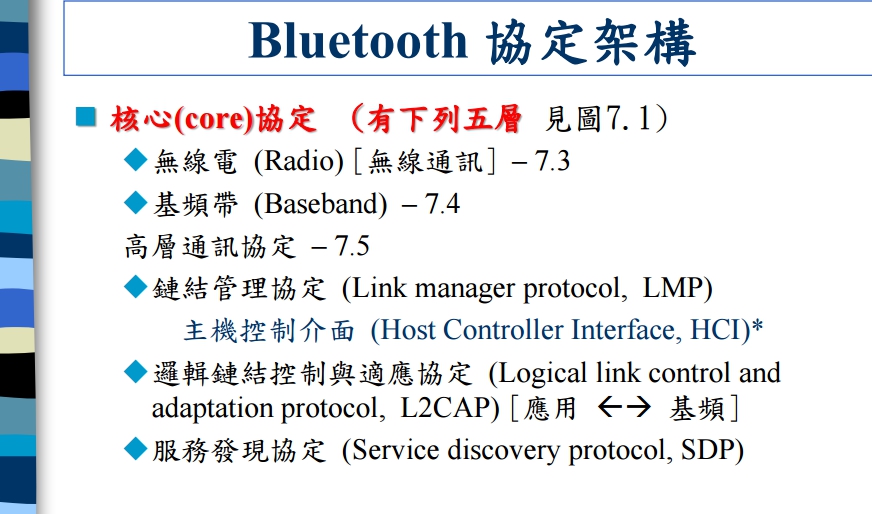 Bluetooth 協定架構
核心(core)協定 （有下列五層 見圖7.1）
無線電 (Radio) [無線通訊] – 7.3
基頻帶 (Baseband) – 7.4
高層通訊協定 – 7.5
鏈結管理協定 (Link manager protocol, LMP)
主機控制介面 (Host Controller Interface, HCI)*
邏輯鏈結控制與適應協定 (Logical link control and
adaptation protocol, L2CAP) [應用 ←→ 基頻]
服務發現協定 (Service discovery protocol, SDP)